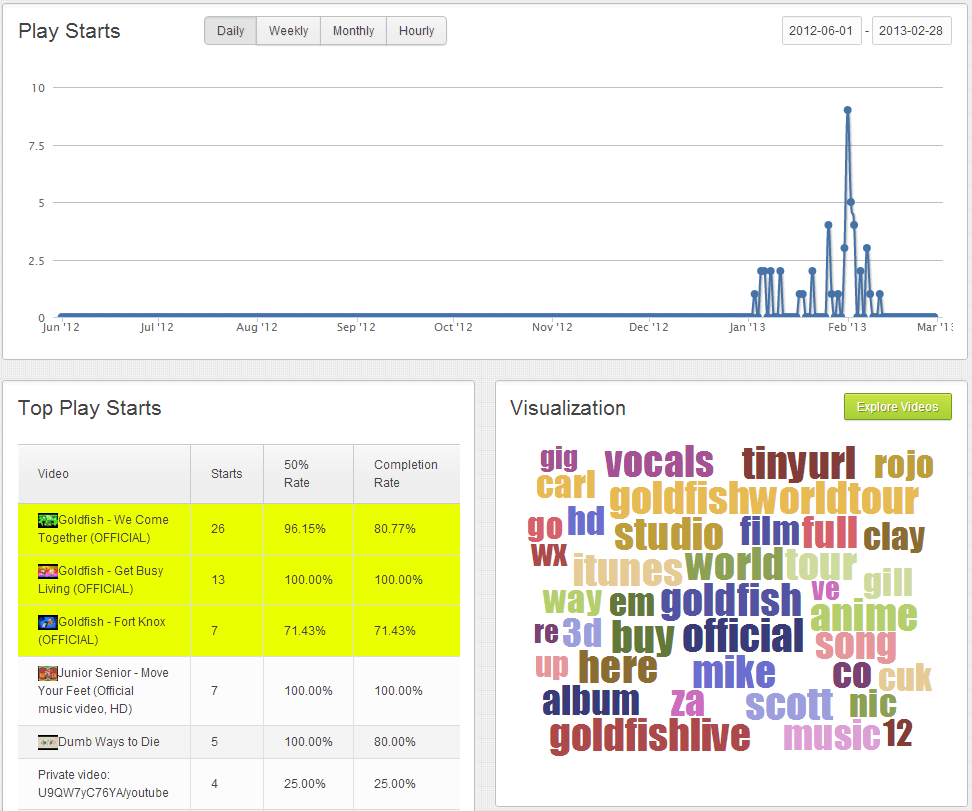 Play Starts
Daily Weekly Monthly Hourly
2012-06-01 - 2013-02-28
10
7.5
5
2.5
0
Jun '12 Jul '12 Aug '12 Sep '12 Oct '12 Nov '12 Dec '12 Jan '13 Feb '13 Mar '13
Top Play Starts
Video Starts 50% Rate Completion Rate
Goldfish - We Come
Together (OFFICIAL)
26 96.15% 80.77%
Goldfish - Get Busy
Living (OFFICIAL)
13 100.00% 100.00%
Goldfish - Fort Knox
(OFFICIAL)
7 71.43% 71.43%
Junior Senior - Move
Your Feet (Official
music video, HD)
7 100.00% 100.00%
Dumb Ways to Die 5 100.00% 80.00%
Private video:
U9QW7yC76YA/youtube
4 25.00% 25.00%
Visualization
Explore Videos
gig vocals tinyurl rojo
carl goldfishworldtour
go hd studio film full clay
wx itunes world tour
way em goldfish ve gill
anime
re 3d buy official song
up here mike co cuk
album za scott nic
goldfishlive music 12